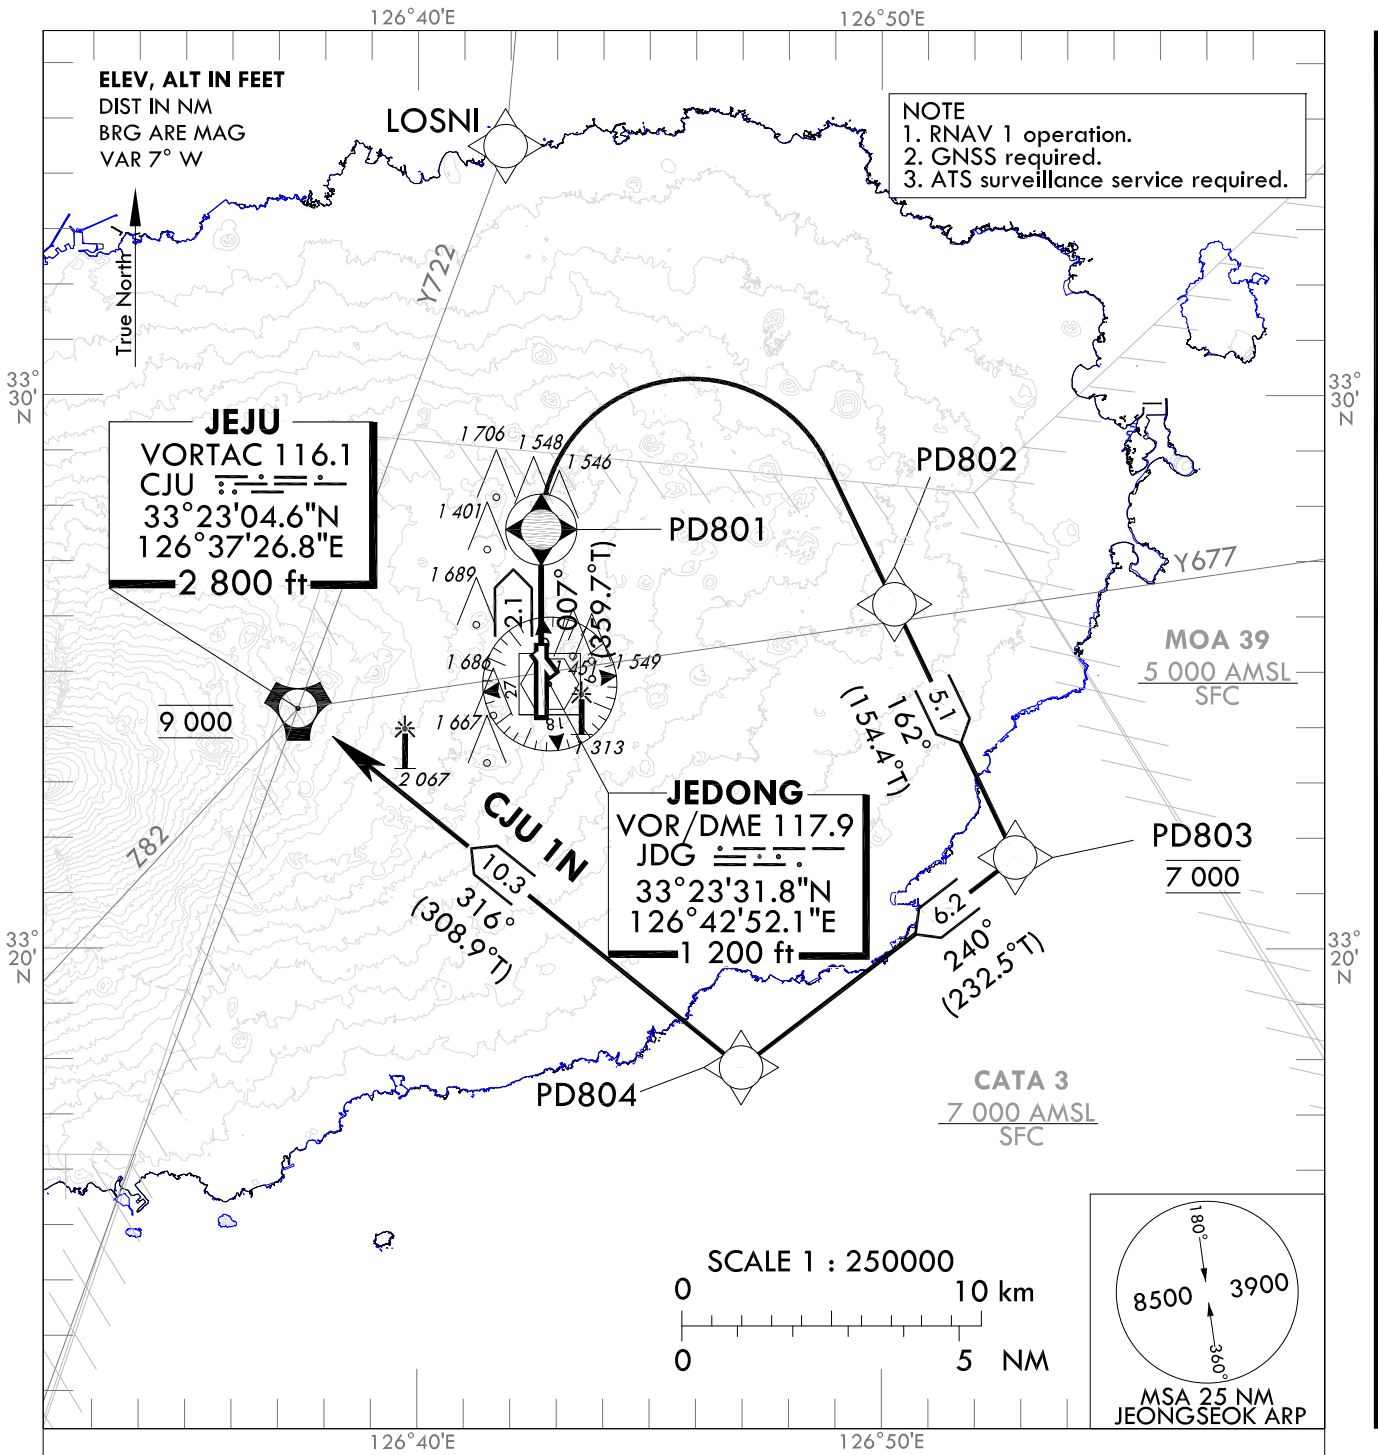 126°40'E
126°50'E
ELEV, ALT IN FEET
DIST IN NM
BRG ARE MAG
VAR 7° W
True North
LOSNI
NOTE
1. RNAV 1 operation.
2. GNSS required.
3. ATS surveillance service required.
Y722
33°
30'
N
33°
30'
N
JEJU
VORTAC 116.1
CJU
33°23'04.6"N
126°37'26.8"E
2 800 ft
1 706
1 548
1 546
1 401
1 689
1 686
1 667
PD801
PD802
2.1
007°
(359.7°T)
Y677
MOA 39
5 000 AMSL
SFC
1 549
451
27
9
18
1 313
9 000
2 067
5.1
162°
(154.4°T)
JEDONG
VOR/DME 117.9
JDG
33°23'31.8"N
126°42'52.1"E
1 200 ft
CJU 1N
PD803
7 000
Z82
10.3
316°
(308.9°T)
6.2
240°
(232.5°T)
33°
20'
N
33°
20'
N
PD804
CATA 3
7 000 AMSL
SFC
SCALE 1 : 250000
0
10 km
0
5
NM
180°
8500
3900
360°
MSA 25 NM
JEONGSEOK ARP
126°40'E
126°50'E